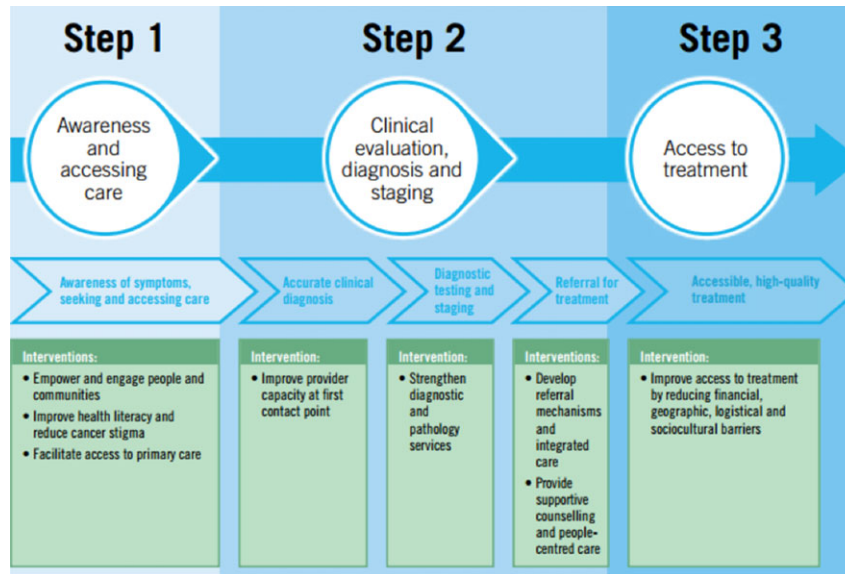 Step 1
Step 2
Step 3
Awareness
and
accessing
care
Clinical
evaluation,
diagnosis and
staging
Access to
treatment
Awareness of symptoms,
seeking and accessing care
Accurate clinical
diagnosis
Diagnostic
testing and
staging
Referral for
treatment
Accessible, high-quality
treatment
Interventions:
• Empower and engage people and
communities
• Improve health literacy and
reduce cancer stigma
• Facilitate access to primary care
Intervention:
• Improve provider
capacity at first
contact point
Intervention:
• Strengthen
diagnostic
and
pathology
services
Interventions:
• Develop
referral
mechanisms
and
integrated
care
• Provide
supportive
counselling
and people-
centred care
Intervention:
• Improve access to treatment
by reducing financial,
geographic, logistical and
sociocultural barriers